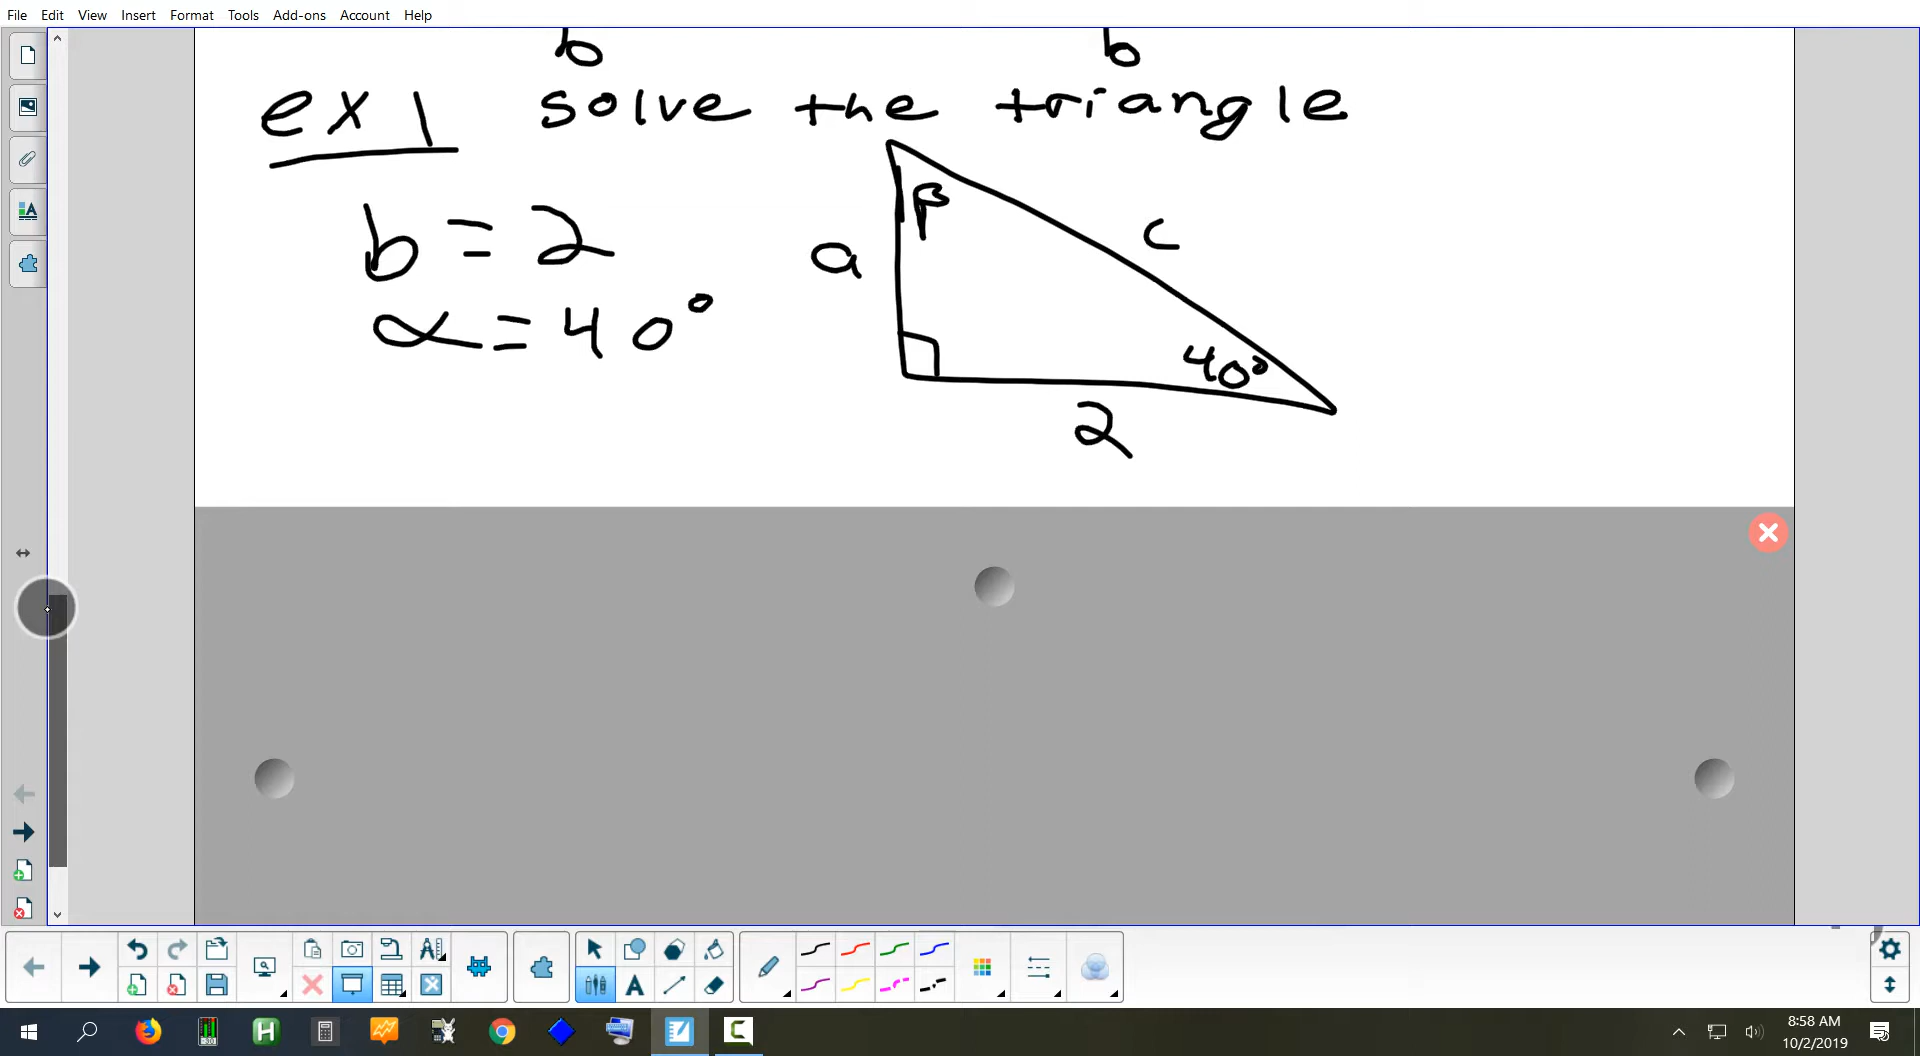 File Edit View Insert Format Tools Add-ons Account Help
b b
ex 1 solve the triangle
b = 2
α = 40°
β
a
c
40°
2
A
8:58 AM
10/2/2019